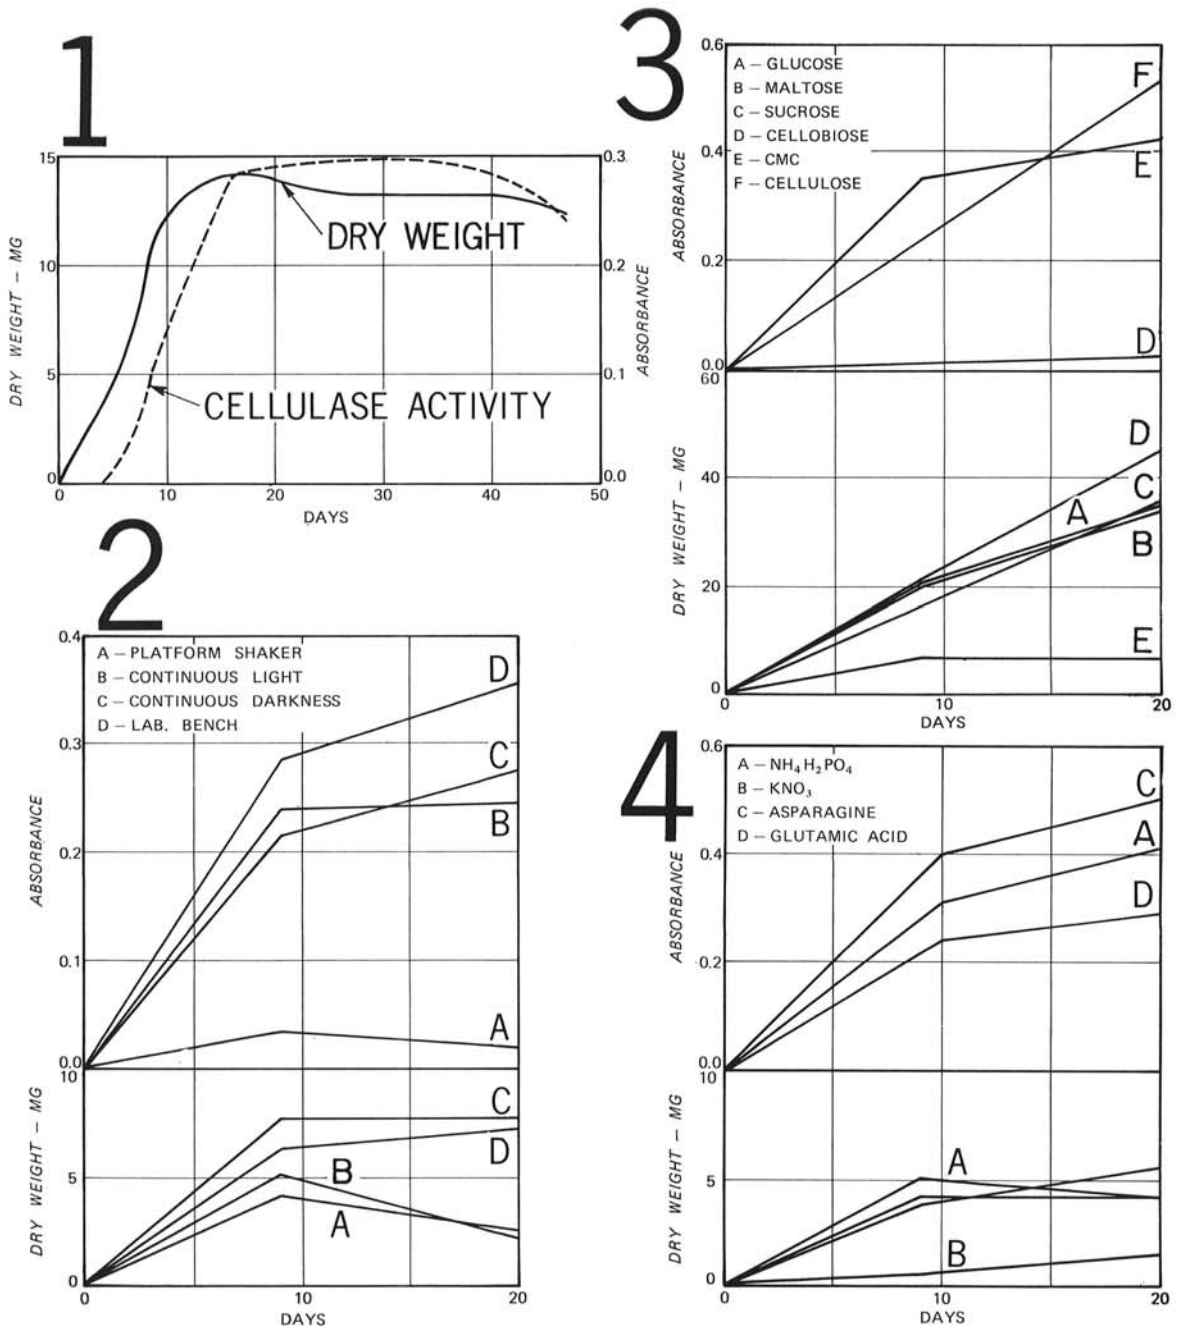 1
15
10
5
0
DRY WEIGHT – MG
0.3
0.2
0.1
0.0
ABSORBANCE
DRY WEIGHT
CELLULASE ACTIVITY
0 10 20 30 40 50
DAYS
2
0.4
0.3
0.2
0.1
0.0
ABSORBANCE
A – PLATFORM SHAKER
B – CONTINUOUS LIGHT
C – CONTINUOUS DARKNESS
D – LAB. BENCH
D
C
B
A
10
5
0
DRY WEIGHT – MG
C
D
B
A
0 10 20
DAYS
3
0.6
0.4
0.2
0.0
ABSORBANCE
A – GLUCOSE
B – MALTOSE
C – SUCROSE
D – CELLOBIOSE
E – CMC
F – CELLULOSE
F
E
D
60
40
20
0
DRY WEIGHT – MG
D
C
A
B
E
0 10 20
DAYS
4
0.6
0.4
0.2
0.0
ABSORBANCE
A – NH₄H₂PO₄
B – KNO₃
C – ASPARAGINE
D – GLUTAMIC ACID
C
A
D
10
5
0
DRY WEIGHT – MG
A
B
0 10 20
DAYS